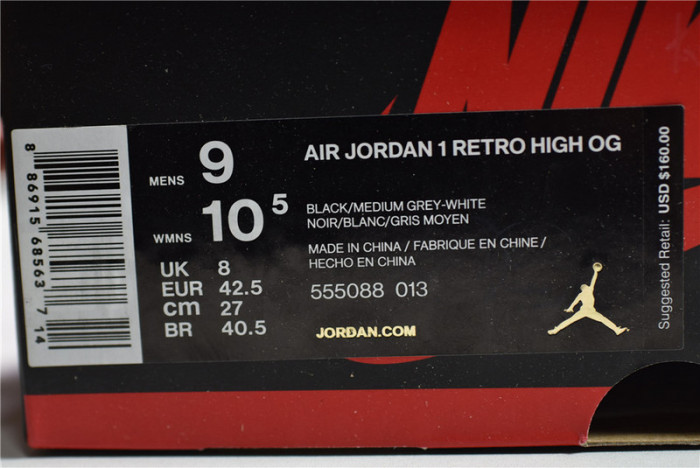 NIK
8 86915 68563 7 14
MENS 9
WMNS 10 5
UK 8
EUR 42.5
cm 27
BR 40.5
AIR JORDAN 1 RETRO HIGH OG
BLACK/MEDIUM GREY-WHITE
NOIR/BLANC/GRIS MOYEN
MADE IN CHINA / FABRIQUE EN CHINE /
HECHO EN CHINA
555088 013
JORDAN.COM
Suggested Retail: USD $160.00